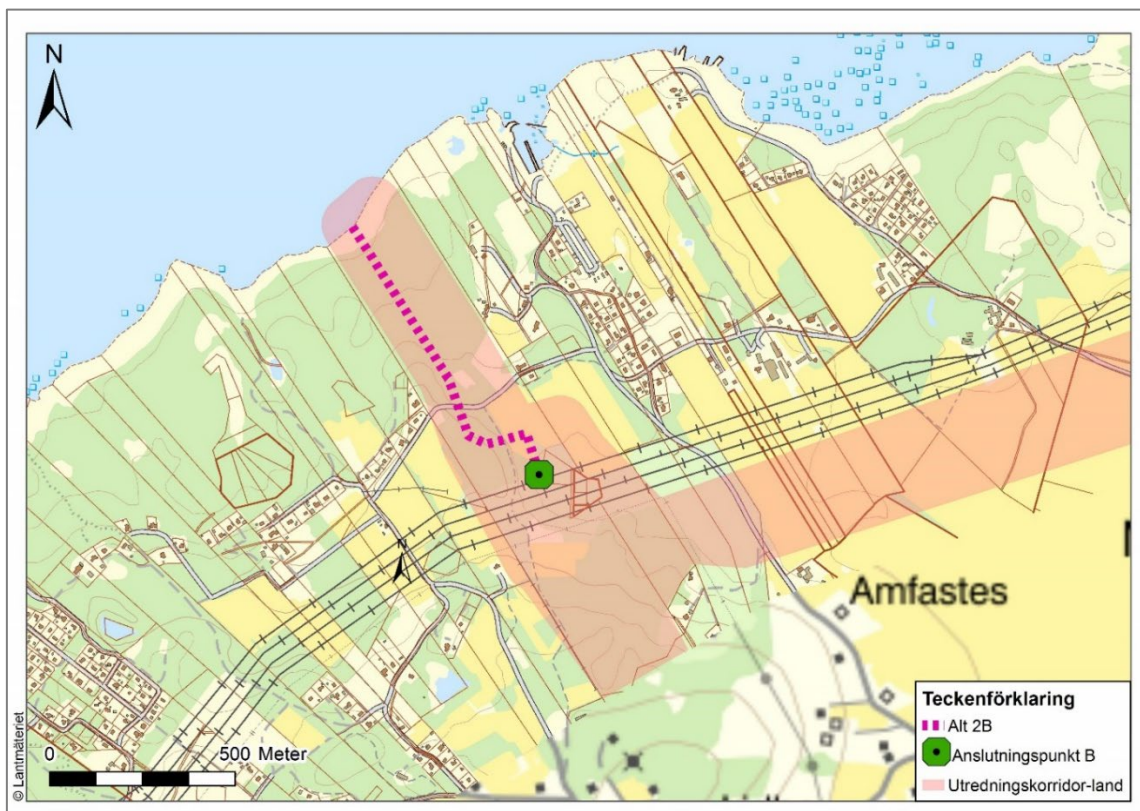 N
N
Amfastes
Teckenförklaring
Alt 2B
Anslutningspunkt B
Utredningskorridor-land
0 500 Meter
© Lantmäteriet